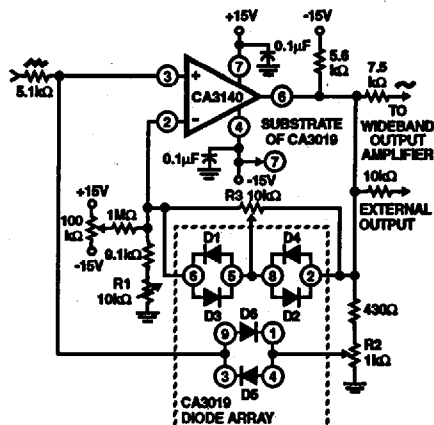 +15V
-15V
0.1µF
5.6
kΩ
7
7.5
kΩ
5.1kΩ
3
+
CA3140
6
2
−
4
TO
WIDEBAND
OUTPUT
AMPLIFIER
SUBSTRATE
OF CA3019
0.1µF
7
-15V
R3 10kΩ
10kΩ
EXTERNAL
OUTPUT
+15V
100
kΩ
1MΩ
-15V
9.1kΩ
R1
10kΩ
D1
D4
6
5
8
2
D3
D2
430Ω
9
D6
1
R2
1kΩ
3
D5
4
CA3019
DIODE ARRAY